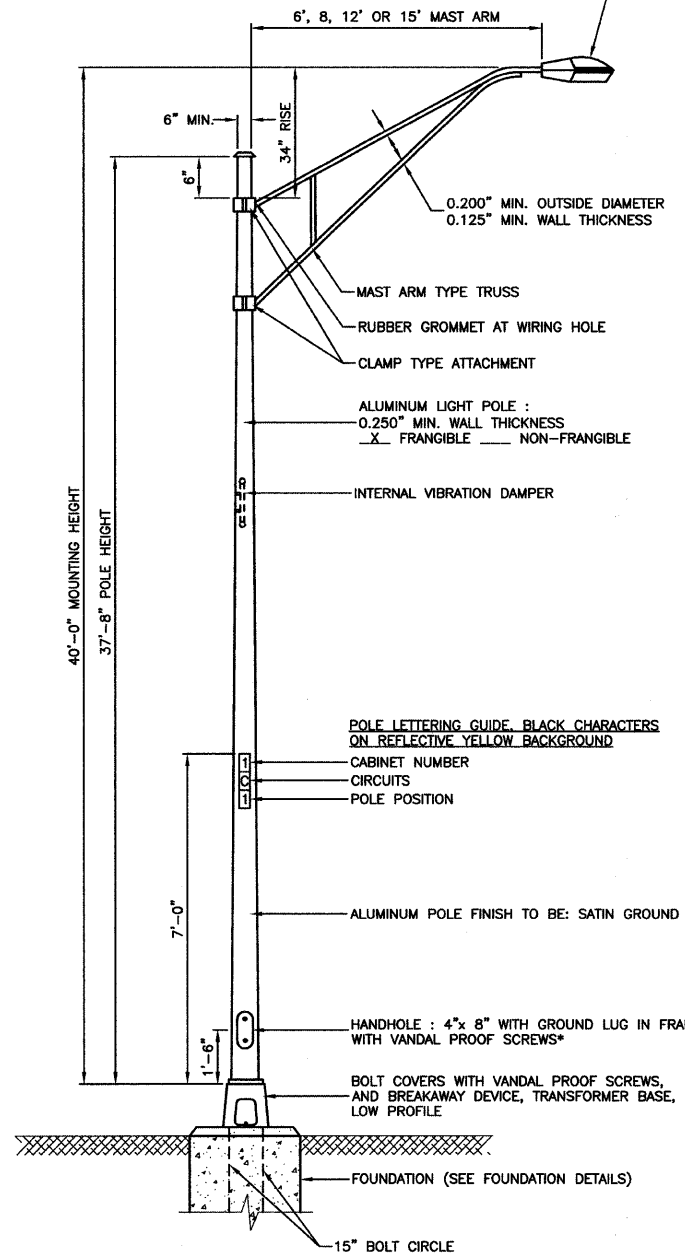 6', 8, 12' OR 15' MAST ARM
6" MIN.
34" RISE
6"
0.200" MIN. OUTSIDE DIAMETER
0.125" MIN. WALL THICKNESS
MAST ARM TYPE TRUSS
RUBBER GROMMET AT WIRING HOLE
CLAMP TYPE ATTACHMENT
ALUMINUM LIGHT POLE :
0.250" MIN. WALL THICKNESS
_X_ FRANGIBLE ___ NON-FRANGIBLE
INTERNAL VIBRATION DAMPER
40'-0" MOUNTING HEIGHT
37'-8" POLE HEIGHT
POLE LETTERING GUIDE. BLACK CHARACTERS
ON REFLECTIVE YELLOW BACKGROUND
1
CABINET NUMBER
C
CIRCUITS
1
POLE POSITION
7'-0"
ALUMINUM POLE FINISH TO BE: SATIN GROUND
1'-6"
HANDHOLE : 4"x 8" WITH GROUND LUG IN FRA
WITH VANDAL PROOF SCREWS*
BOLT COVERS WITH VANDAL PROOF SCREWS,
AND BREAKAWAY DEVICE, TRANSFORMER BASE,
LOW PROFILE
FOUNDATION (SEE FOUNDATION DETAILS)
15" BOLT CIRCLE